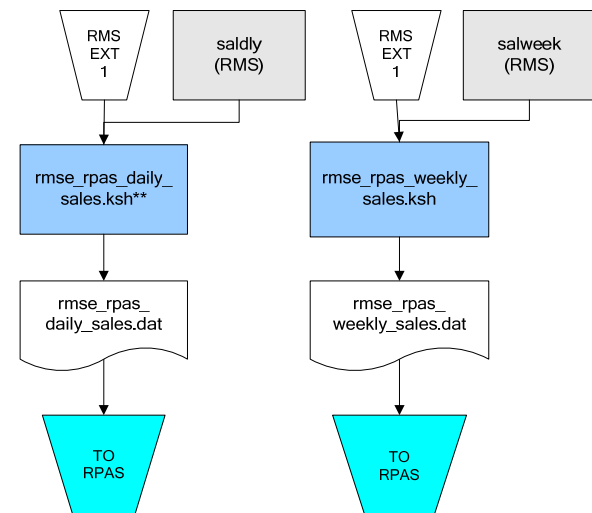 RMS
EXT
1
saldly
(RMS)
RMS
EXT
1
salweek
(RMS)
rmse_rpas_daily_
sales.ksh**
rmse_rpas_weekly_
sales.ksh
rmse_rpas_
daily_sales.dat
rmse_rpas_
weekly_sales.dat
TO
RPAS
TO
RPAS